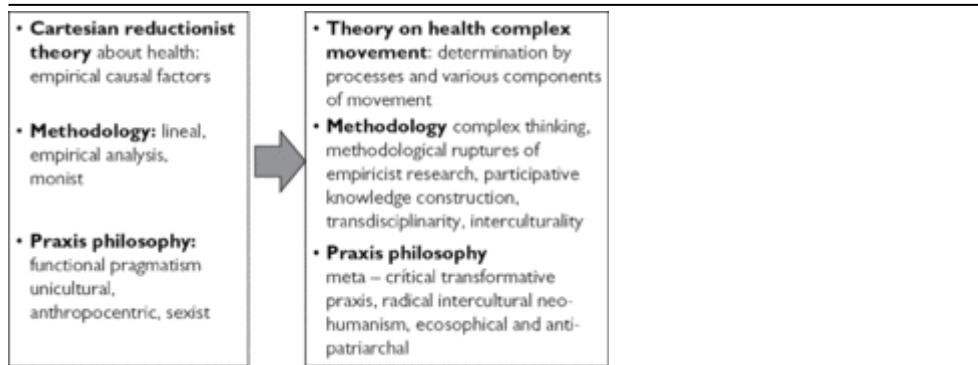 • Cartesian reductionist
theory about health:
empirical causal factors
• Methodology: lineal,
empirical analysis,
monist
• Praxis philosophy:
functional pragmatism
unicultural,
anthropocentric, sexist
• Theory on health complex
movement: determination by
processes and various components
of movement
• Methodology complex thinking,
methodological ruptures of
empiricist research, participative
knowledge construction,
transdisciplinarity, interculturality
• Praxis philosophy
meta – crítical transformative
praxis, radical intercultural neo-
humanism, ecosophical and anti-
patriarchal